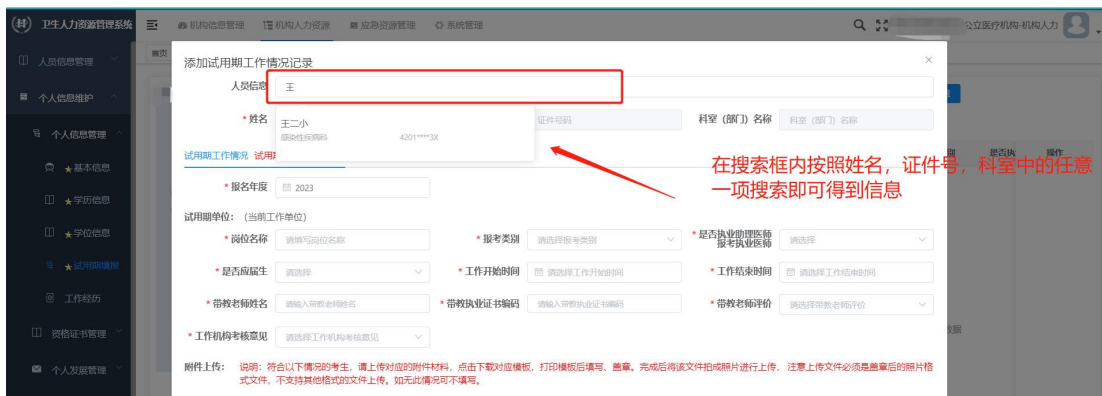 卫生人力资源管理系统 机构信息管理 机构人力资源 应急资源管理 系统管理 公立医疗机构-机构人力
人员信息管理
首页
添加试用期工作情况记录
人员信息 王
个人信息维护
* 姓名 证件号码 科室（部门）名称 科室（部门）名称
王二小
感染性疾病科 4201****3X
个人信息管理
试用期工作情况 试用
是否执 操作
在搜索框内按照姓名，证件号，科室中的任意
一项搜索即可得到信息
★基本信息
* 报名年度 2023
★学历信息
试用期单位：（当前工作单位）
* 岗位名称 请填写岗位名称 * 报考类别 请选择报考类别 * 是否执业助理医师
报考执业医师 请选择
★学位信息
★试用期填报
* 是否应届生 请选择 * 工作开始时间 请选择工作开始时间 * 工作结束时间 请选择工作结束时间
工作经历
* 带教老师姓名 请输入带教老师姓名 * 带教执业证书编码 请输入带教执业证书编码 * 带教老师评价 请选择带教老师评价
资格证书管理
* 工作机构考核意见 请选择工作机构考核意见
数据
个人发展管理
附件上传： 说明：符合以下情况的考生，请上传对应的附件材料，点击下载对应模板，打印模板后填写、盖章。完成后将该文件拍成照片进行上传， 注意上传文件必须是盖章后的照片格
式文件，不支持其他格式的文件上传。如无此情况可不填写。